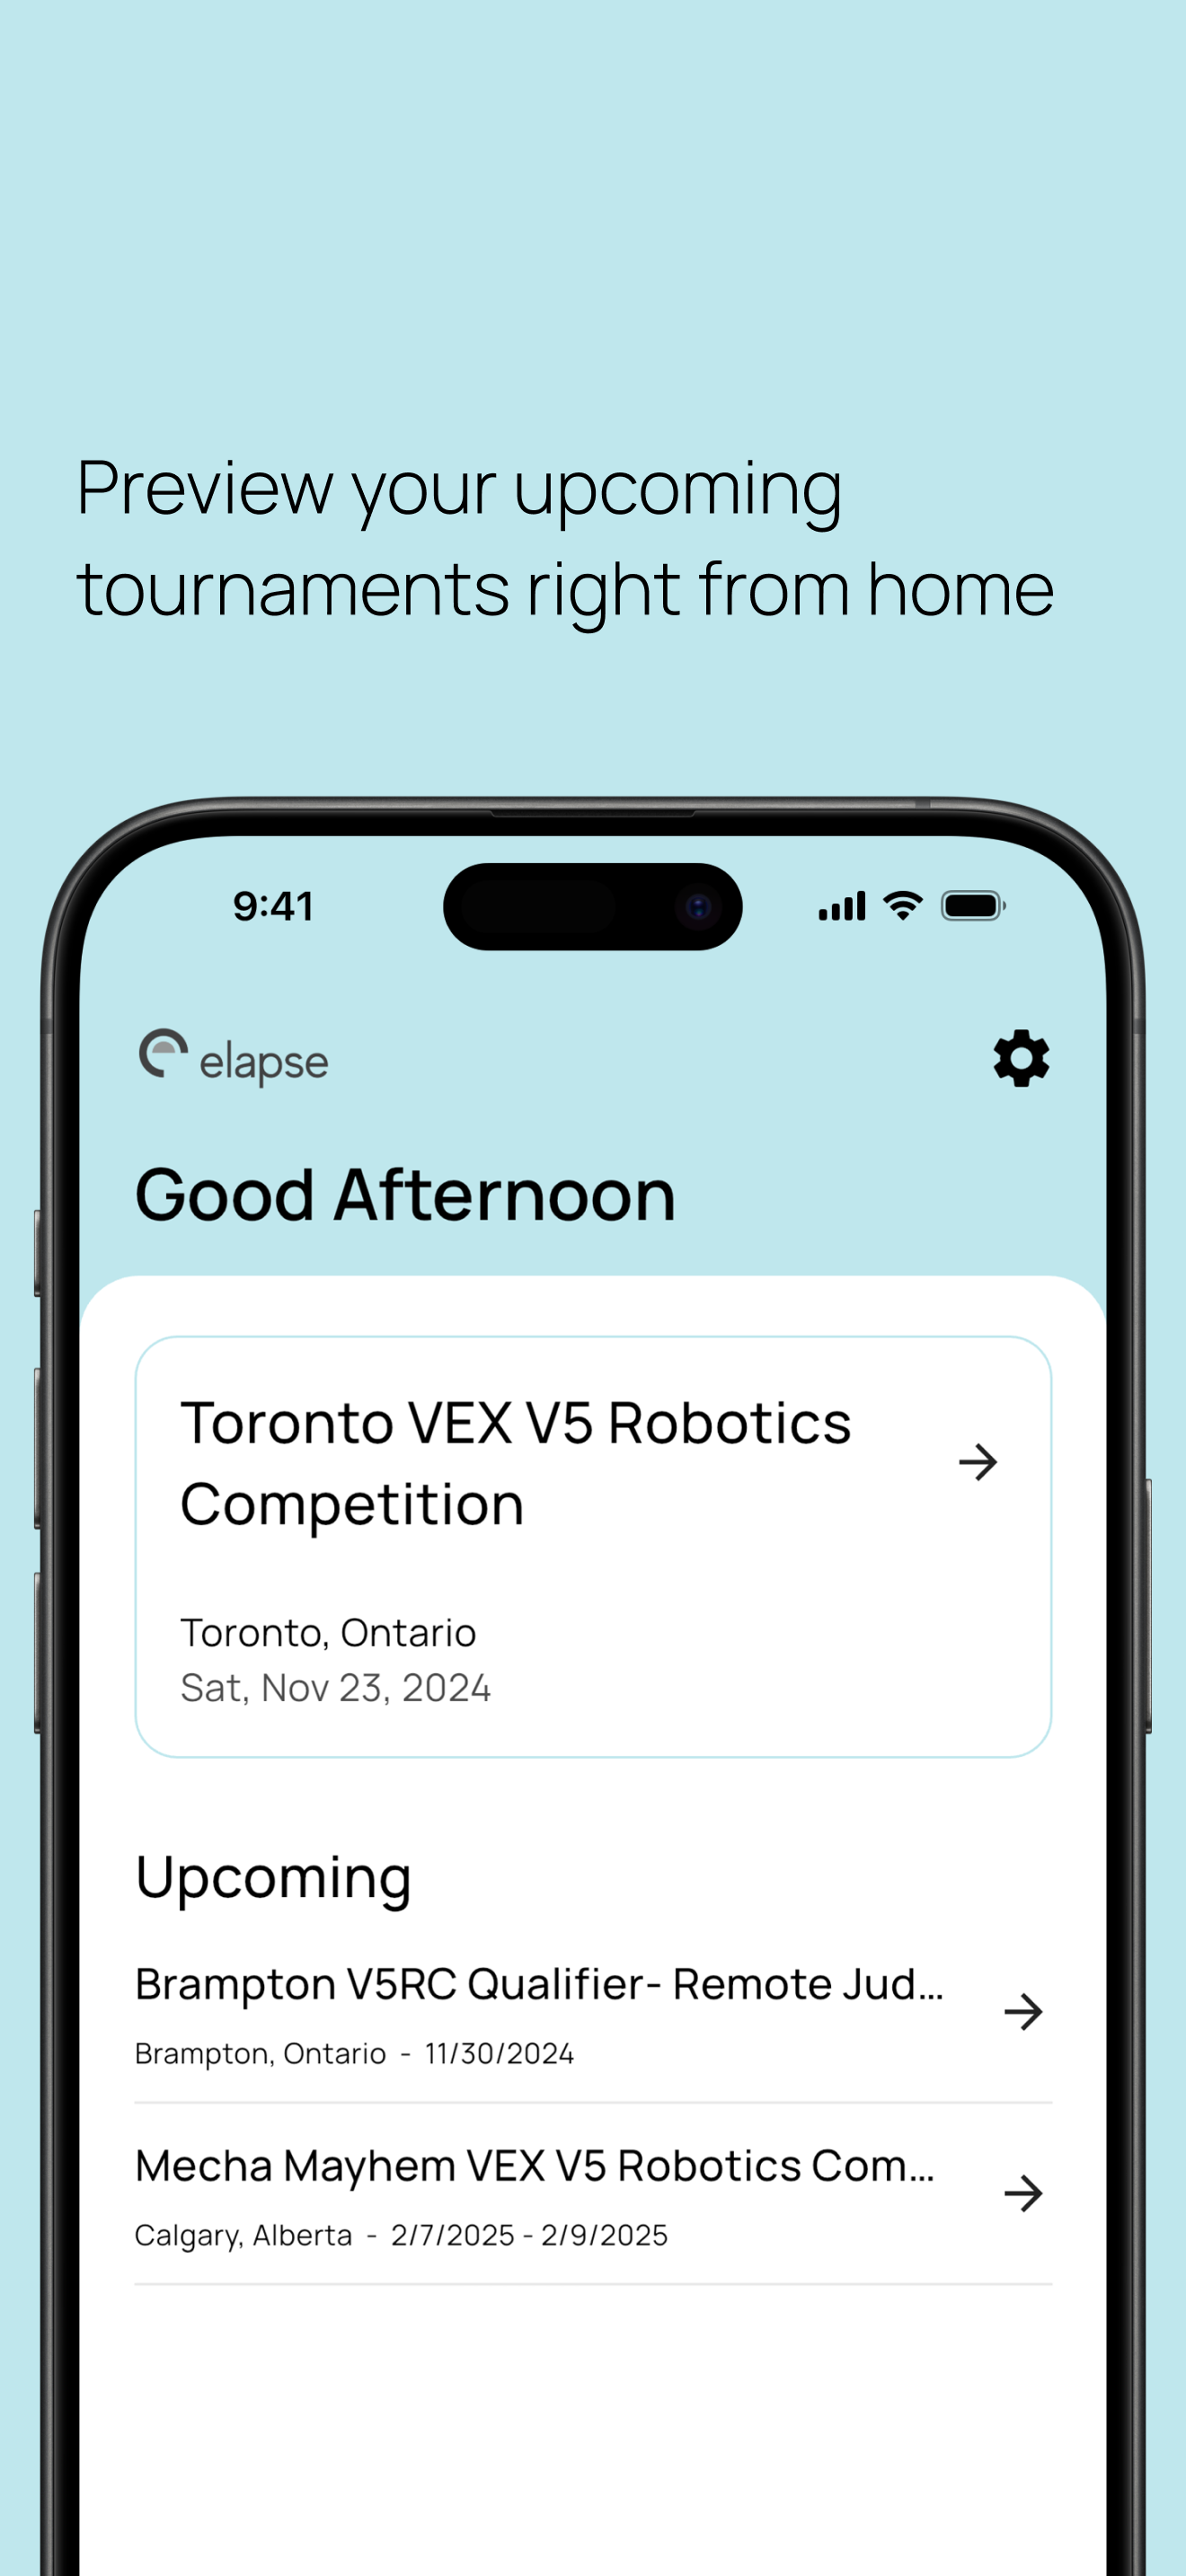 Preview your upcoming
tournaments right from home
9:41
elapse
Good Afternoon
Toronto VEX V5 Robotics
Competition
Toronto, Ontario
Sat, Nov 23, 2024
Upcoming
Brampton V5RC Qualifier- Remote Jud...
Brampton, Ontario - 11/30/2024
Mecha Mayhem VEX V5 Robotics Com...
Calgary, Alberta - 2/7/2025 - 2/9/2025